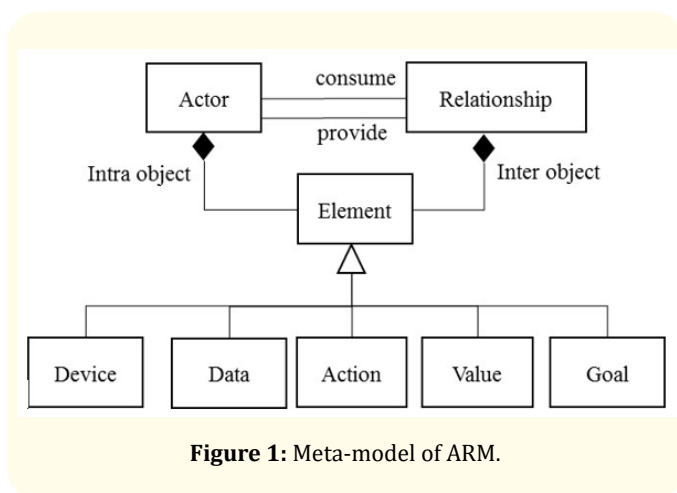 consume
Actor
Relationship
provide
Intra object
Inter object
Element
Device
Data
Action
Value
Goal
Figure 1: Meta-model of ARM.